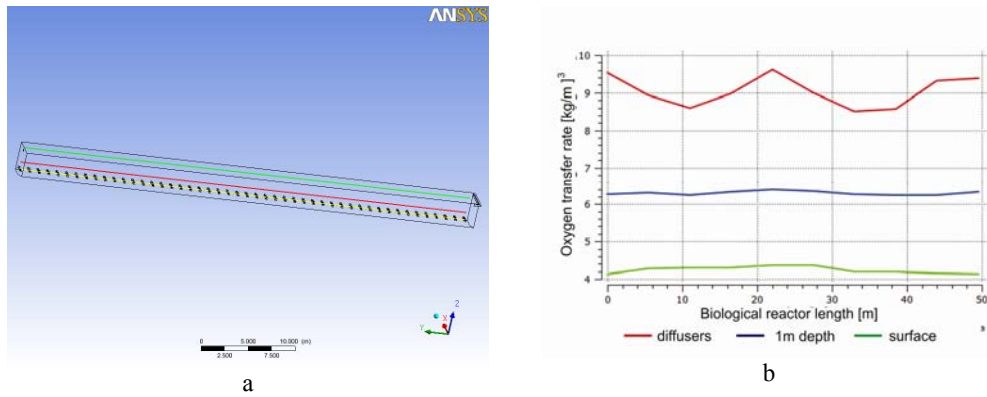 ANSYS
Z
Y
X
0 5.000 10.000 (m)
2.500 7.500
a
Oxygen transfer rate [kg/m ]³
10
9
8
7
6
5
4
0 10 20 30 40 50
Biological reactor length [m]
diffusers 1m depth surface
b